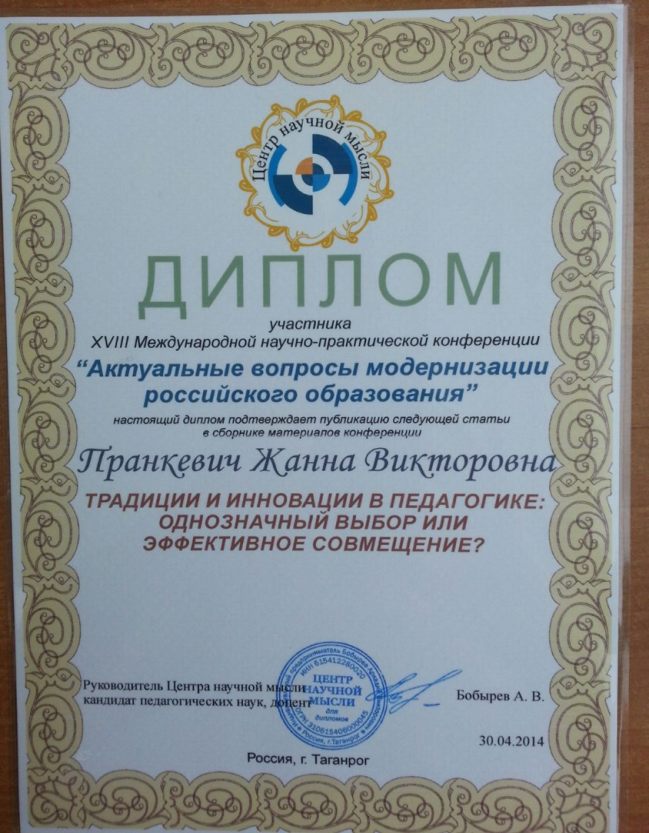 Центр научной мысли
ДИПЛОМ
участника
XVIII Международной научно-практической конференции
“Актуальные вопросы модернизации
российского образования”
настоящий диплом подтверждает публикацию следующей статьи
в сборнике материалов конференции
Пранкевич Жанна Викторовна
ТРАДИЦИИ И ИННОВАЦИИ В ПЕДАГОГИКЕ:
ОДНОЗНАЧНЫЙ ВЫБОР ИЛИ
ЭФФЕКТИВНОЕ СОВМЕЩЕНИЕ?
Руководитель Центра научной мысли
кандидат педагогических наук, доцент
ЦЕНТР
НАУЧНОЙ
МЫСЛИ
для
дипломов
Бобырев А. В.
30.04.2014
Россия, г. Таганрог